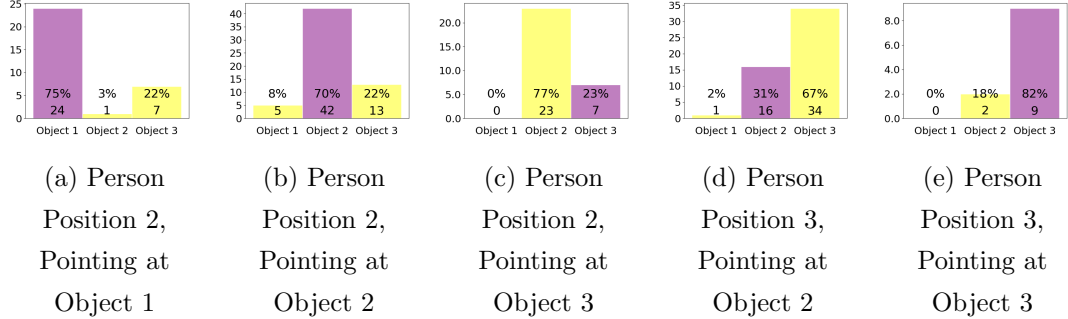 25
20
15
10
5
0
75% 3% 22%
24 1 7
Object 1 Object 2 Object 3
40
35
30
25
20
15
10
5
0
8% 70% 22%
5 42 13
Object 1 Object 2 Object 3
20.0
15.0
10.0
5.0
0.0
0% 77% 23%
0 23 7
Object 1 Object 2 Object 3
35
30
25
20
15
10
5
0
2% 31% 67%
1 16 34
Object 1 Object 2 Object 3
8.0
6.0
4.0
2.0
0.0
0% 18% 82%
0 2 9
Object 1 Object 2 Object 3
(a) Person
Position 2,
Pointing at
Object 1
(b) Person
Position 2,
Pointing at
Object 2
(c) Person
Position 2,
Pointing at
Object 3
(d) Person
Position 3,
Pointing at
Object 2
(e) Person
Position 3,
Pointing at
Object 3